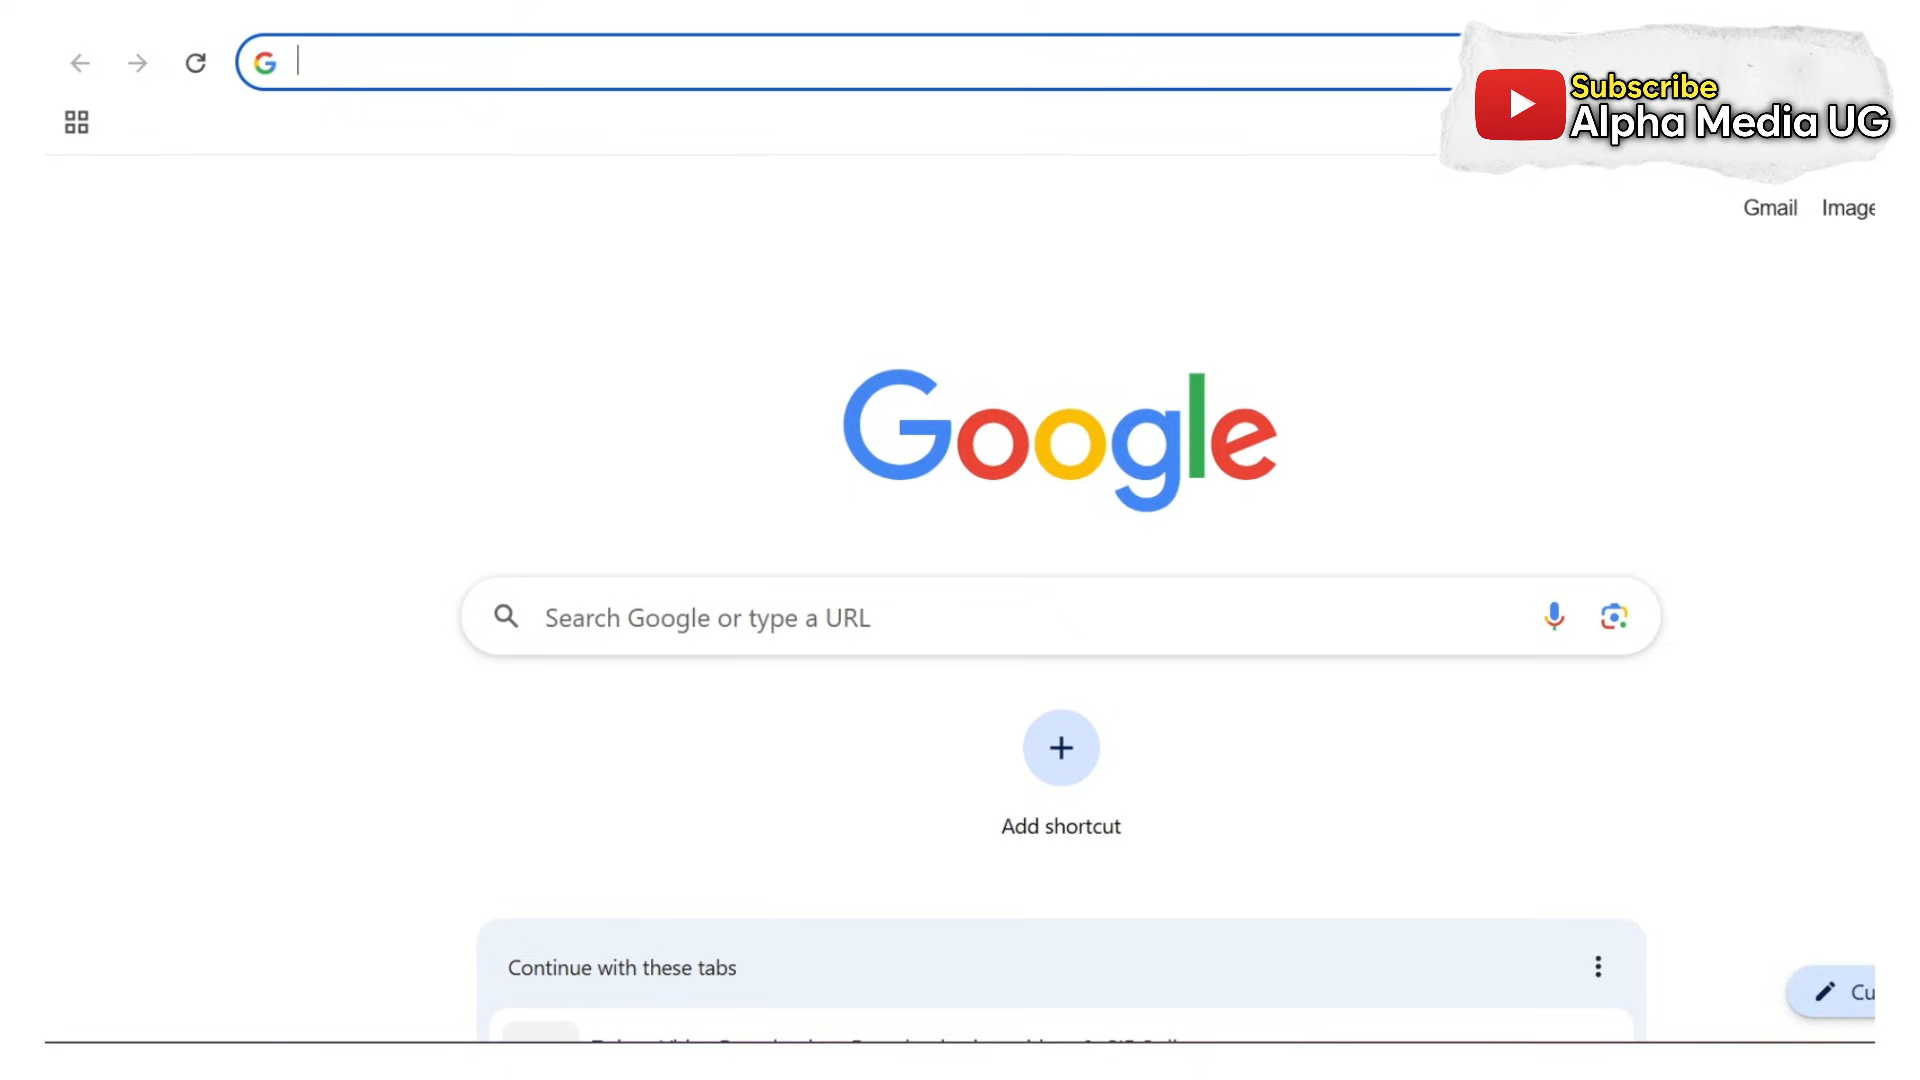 Subscribe
Alpha Media UG
Gmail Image
Google
Search Google or type a URL
Add shortcut
Continue with these tabs
Cu